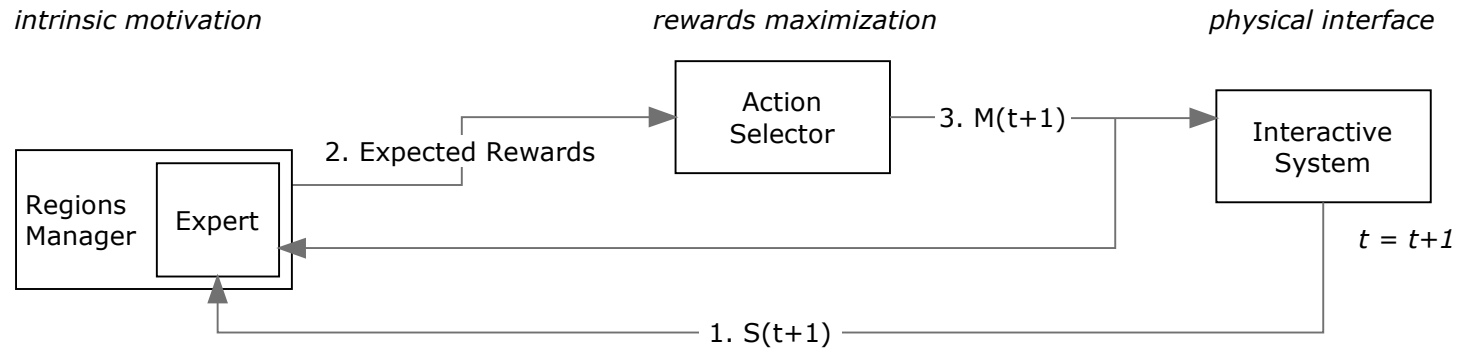 intrinsic motivation
rewards maximization
physical interface
Action
Selector
3. M(t+1)
Interactive
System
2. Expected Rewards
Regions
Manager
Expert
t = t+1
1. S(t+1)